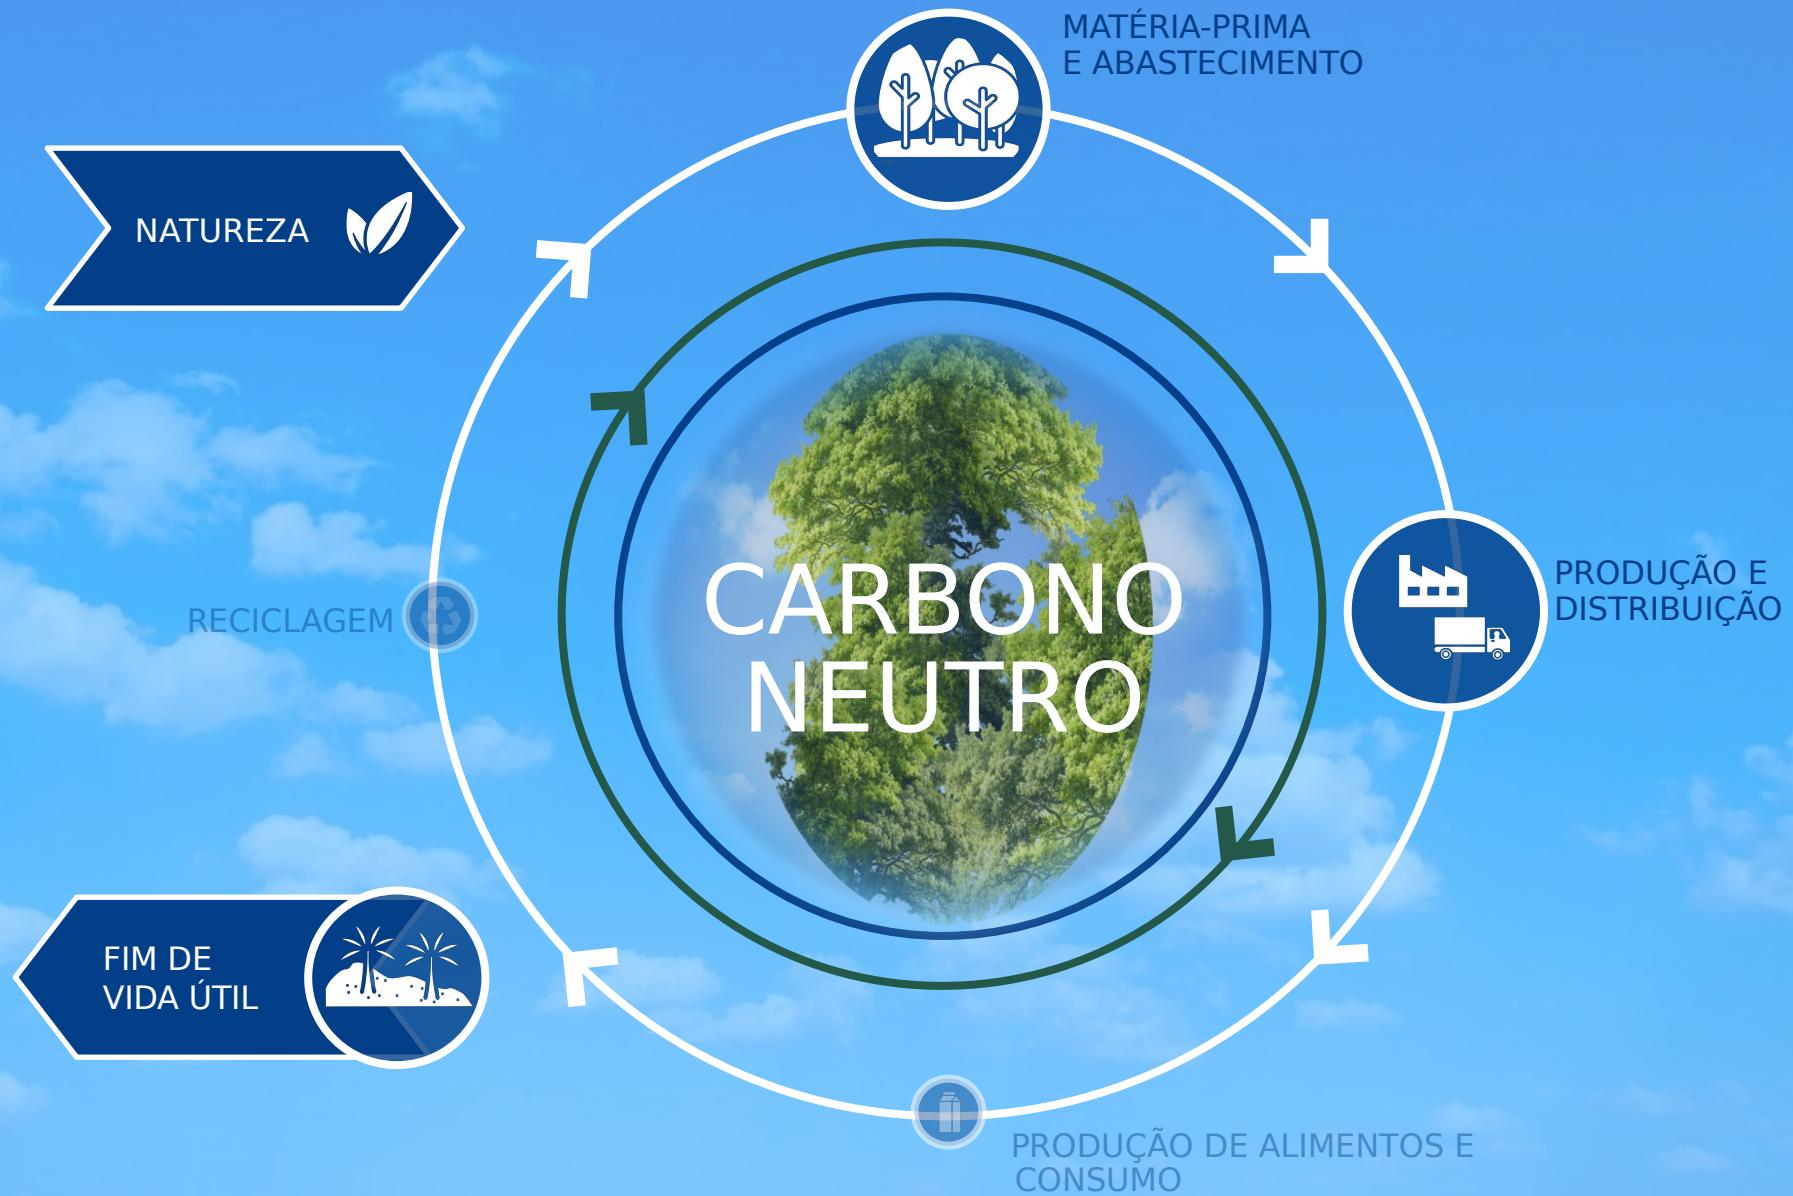 MATÉRIA-PRIMA
E ABASTECIMENTO
NATUREZA
PRODUÇÃO E
DISTRIBUIÇÃO
RECICLAGEM
CARBONO
NEUTRO
FIM DE
VIDA ÚTIL
PRODUÇÃO DE ALIMENTOS E
CONSUMO